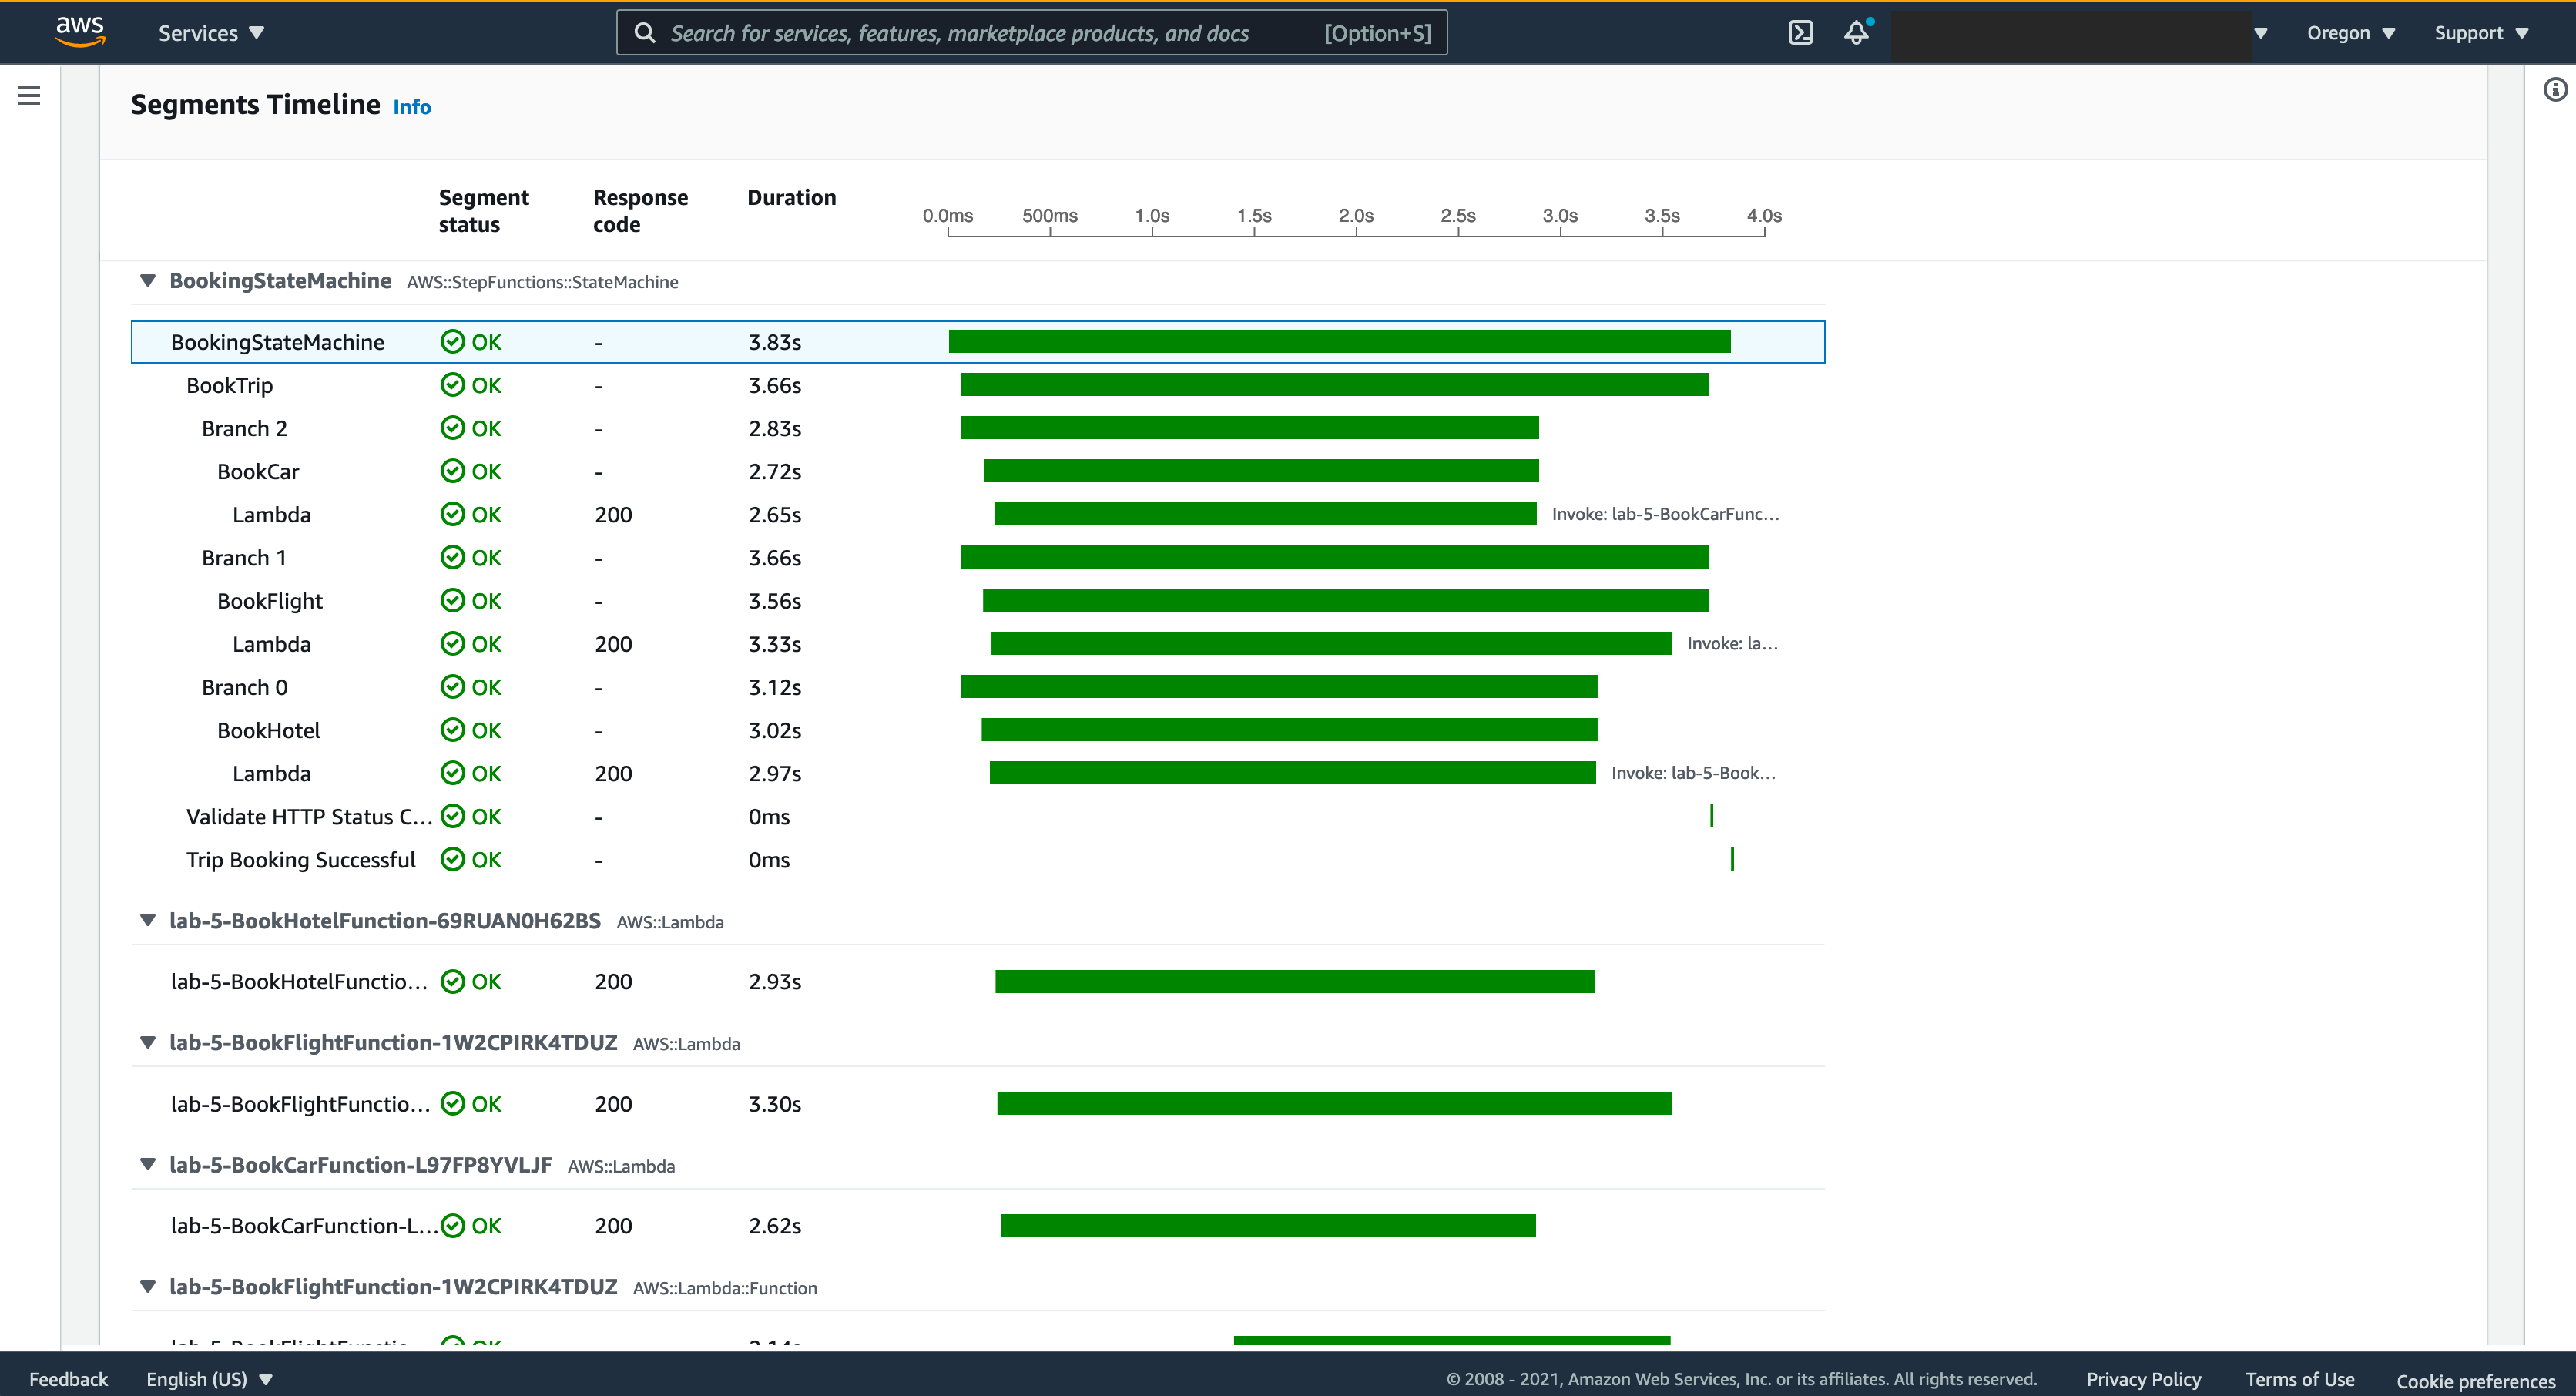 aws Services Search for services, features, marketplace products, and docs [Option+S] Oregon Support
Segments Timeline Info
Segment status Response code Duration
0.0ms 500ms 1.0s 1.5s 2.0s 2.5s 3.0s 3.5s 4.0s
BookingStateMachine AWS::StepFunctions::StateMachine
BookingStateMachine OK - 3.83s
BookTrip OK - 3.66s
Branch 2 OK - 2.83s
BookCar OK - 2.72s
Lambda OK 200 2.65s Invoke: lab-5-BookCarFunc...
Branch 1 OK - 3.66s
BookFlight OK - 3.56s
Lambda OK 200 3.33s Invoke: la...
Branch 0 OK - 3.12s
BookHotel OK - 3.02s
Lambda OK 200 2.97s Invoke: lab-5-Book...
Validate HTTP Status C... OK - 0ms
Trip Booking Successful OK - 0ms
lab-5-BookHotelFunction-69RUAN0H62BS AWS::Lambda
lab-5-BookHotelFunctio... OK 200 2.93s
lab-5-BookFlightFunction-1W2CPIRK4TDUZ AWS::Lambda
lab-5-BookFlightFunctio... OK 200 3.30s
lab-5-BookCarFunction-L97FP8YVLJF AWS::Lambda
lab-5-BookCarFunction-L... OK 200 2.62s
lab-5-BookFlightFunction-1W2CPIRK4TDUZ AWS::Lambda::Function
Feedback English (US) © 2008 - 2021, Amazon Web Services, Inc. or its affiliates. All rights reserved. Privacy Policy Terms of Use Cookie preferences